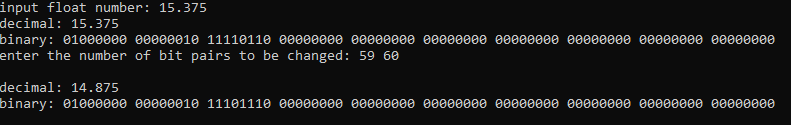 input float number: 15.375
decimal: 15.375
binary: 01000000 00000010 11110110 00000000 00000000 00000000 00000000 00000000 00000000 00000000
enter the number of bit pairs to be changed: 59 60
decimal: 14.875
binary: 01000000 00000010 11101110 00000000 00000000 00000000 00000000 00000000 00000000 00000000